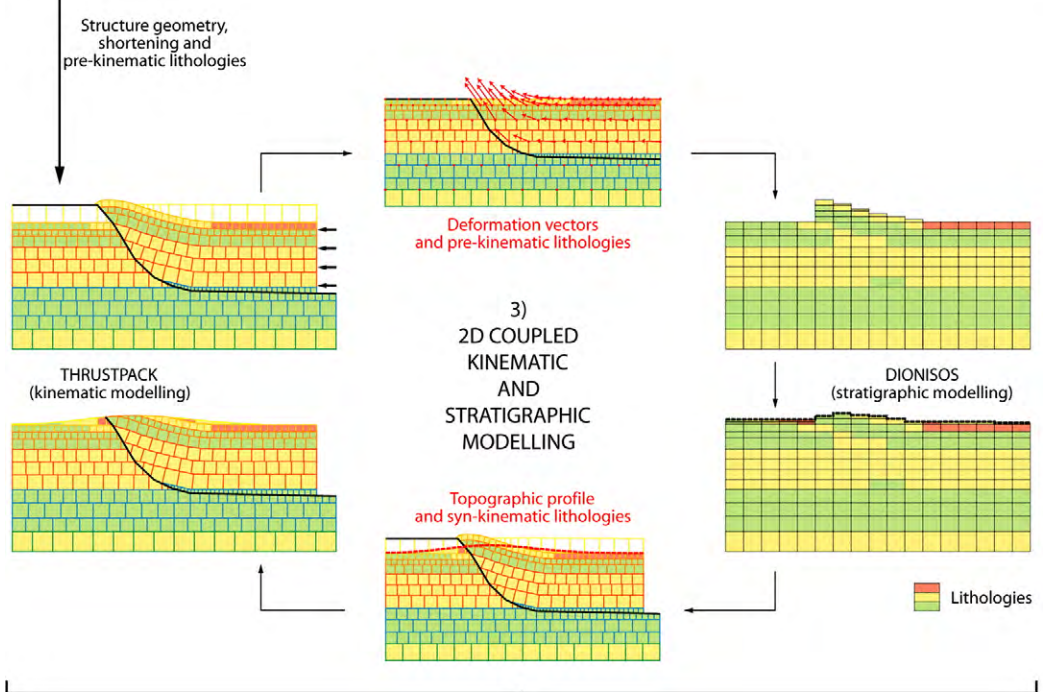 Structure geometry,
shortening and
pre-kinematic lithologies
Deformation vectors
and pre-kinematic lithologies
3)
2D COUPLED
KINEMATIC
AND
STRATIGRAPHIC
MODELLING
THRUSTPACK
(kinematic modelling)
DIONISOS
(stratigraphic modelling)
Topographic profile
and syn-kinematic lithologies
Lithologies